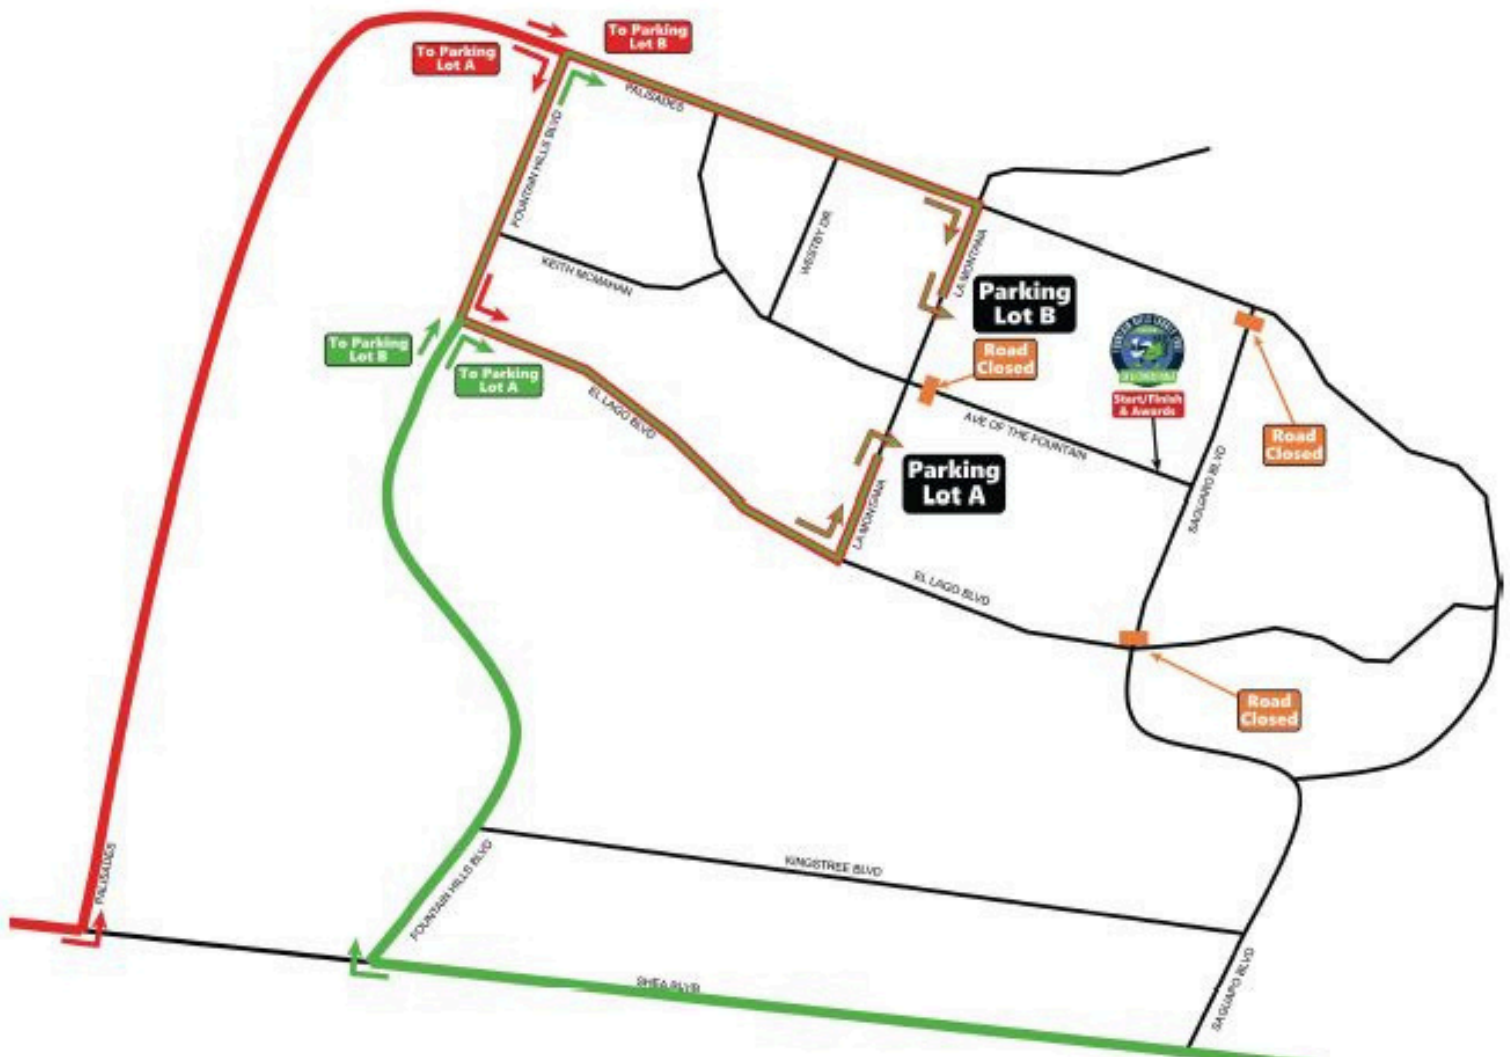 To Parking
Lot B
To Parking
Lot A
PALISADES
FOUNTAIN HILLS BLVD
WESTBY DR
KEITH MCMAHAN
LA MONTANA
Parking
Lot B
To Parking
Lot B
To Parking
Lot A
Road
Closed
Start/Finish
& Awards
EL LAGO BLVD
AVE OF THE FOUNTAIN
Road
Closed
Parking
Lot A
SAGUARO BLVD
LA MONTANA
EL LAGO BLVD
Road
Closed
PALISADES
KINGSTREE BLVD
FOUNTAIN HILLS BLVD
SHEA BLVD
SAGUARO BLVD